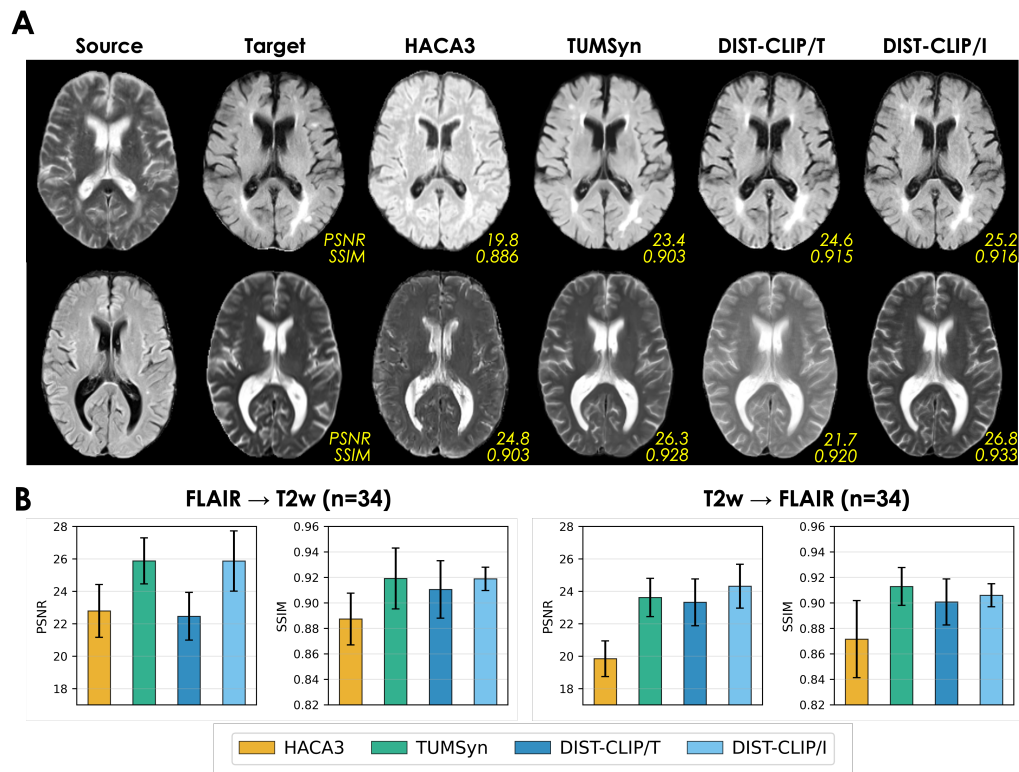 A
Source Target HACA3 TUMSyn DIST-CLIP/T DIST-CLIP/I
PSNR 19.8 23.4 24.6 25.2
SSIM 0.886 0.903 0.915 0.916
PSNR 24.8 26.3 21.7 26.8
SSIM 0.903 0.928 0.920 0.933
B
FLAIR → T2w (n=34)
PSNR
28
26
24
22
20
18
SSIM
0.96
0.94
0.92
0.90
0.88
0.86
0.84
0.82
T2w → FLAIR (n=34)
PSNR
28
26
24
22
20
18
SSIM
0.96
0.94
0.92
0.90
0.88
0.86
0.84
0.82
HACA3 TUMSyn DIST-CLIP/T DIST-CLIP/I